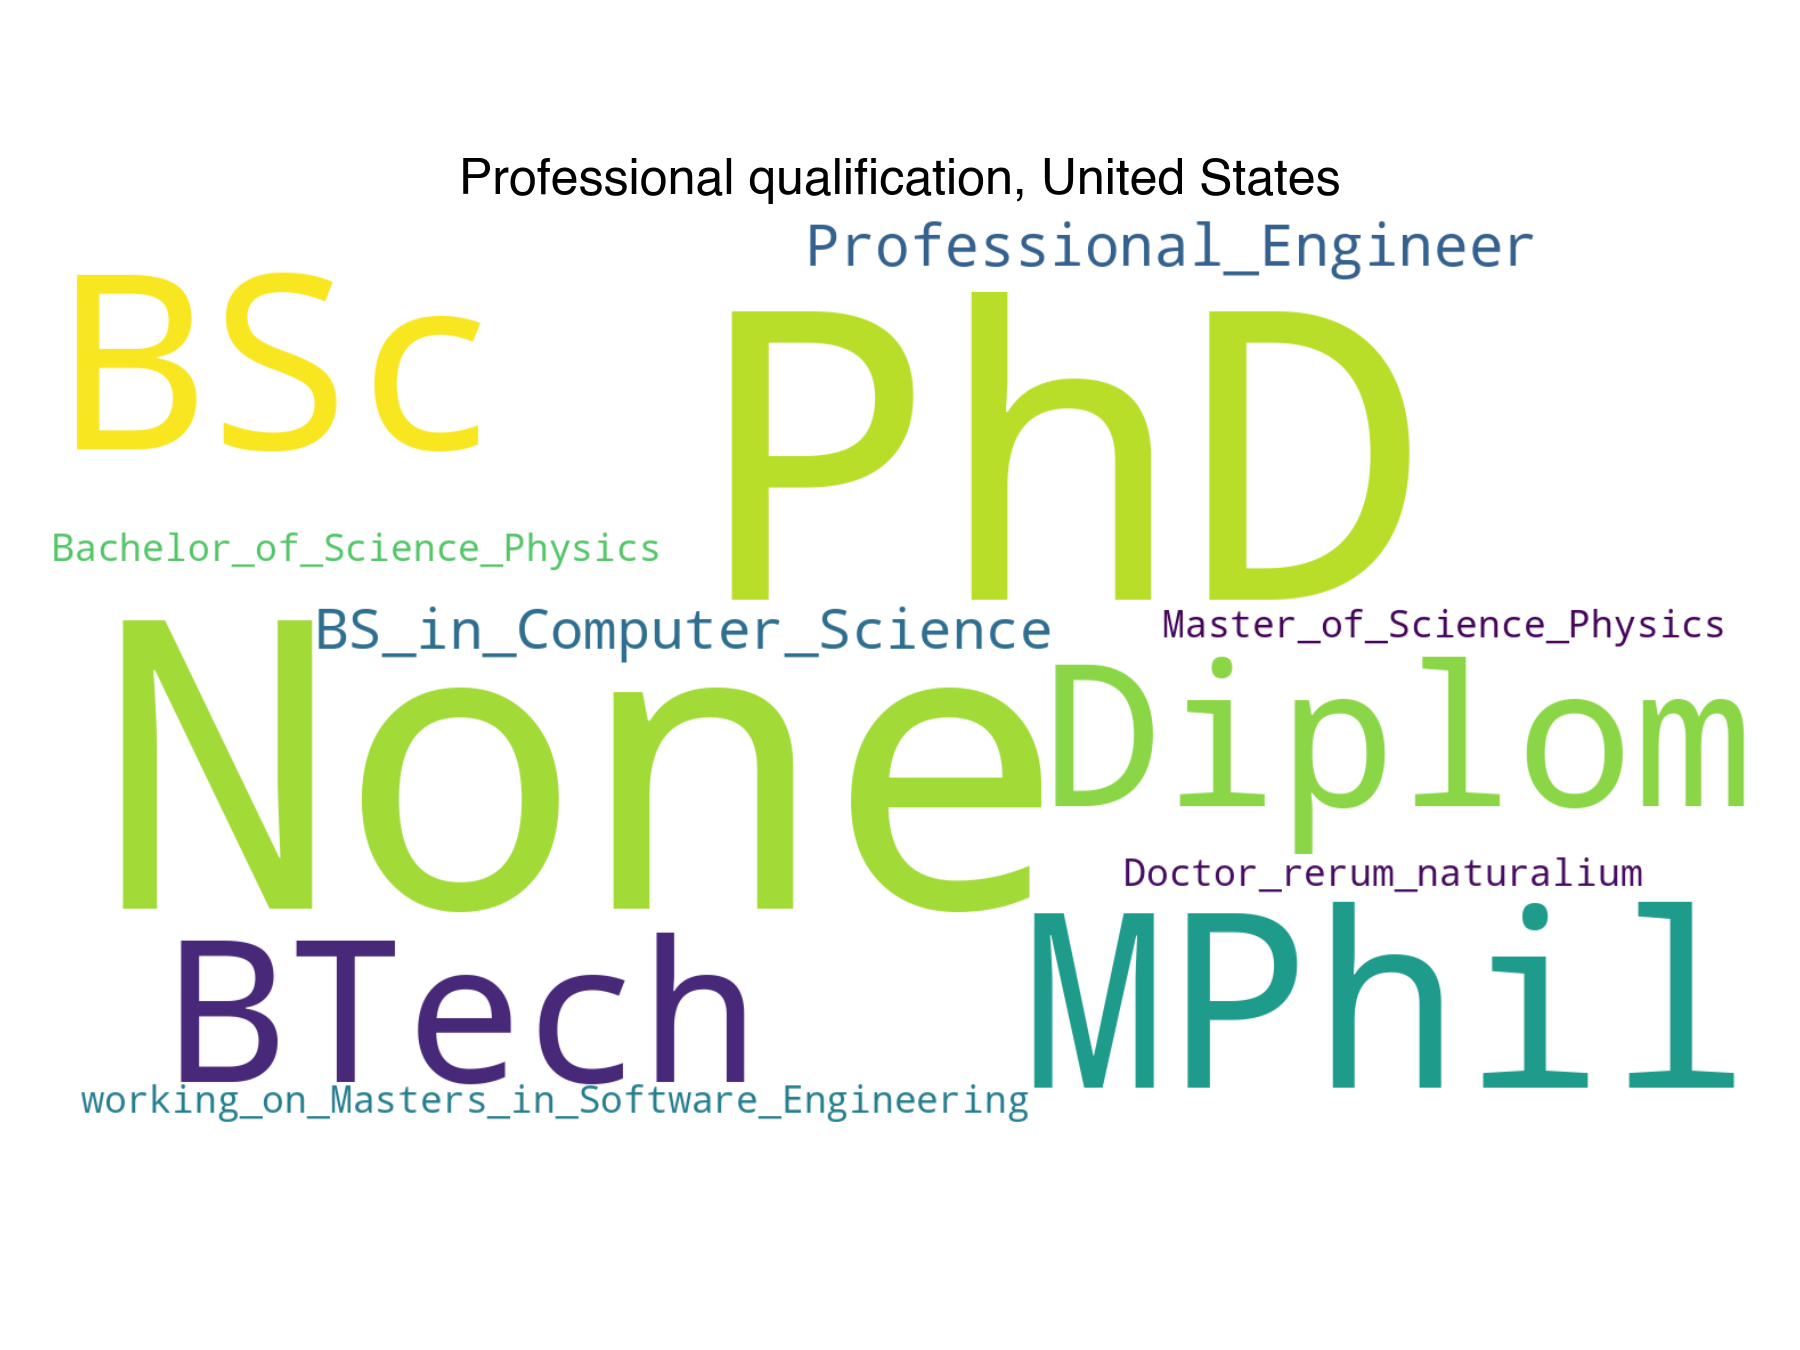 Professional qualification, United States
Professional_Engineer
BSc
PhD
Bachelor_of_Science_Physics
BS_in_Computer_Science
Master_of_Science_Physics
None
Diplom
Doctor_rerum_naturalium
BTech
MPhil
working_on_Masters_in_Software_Engineering